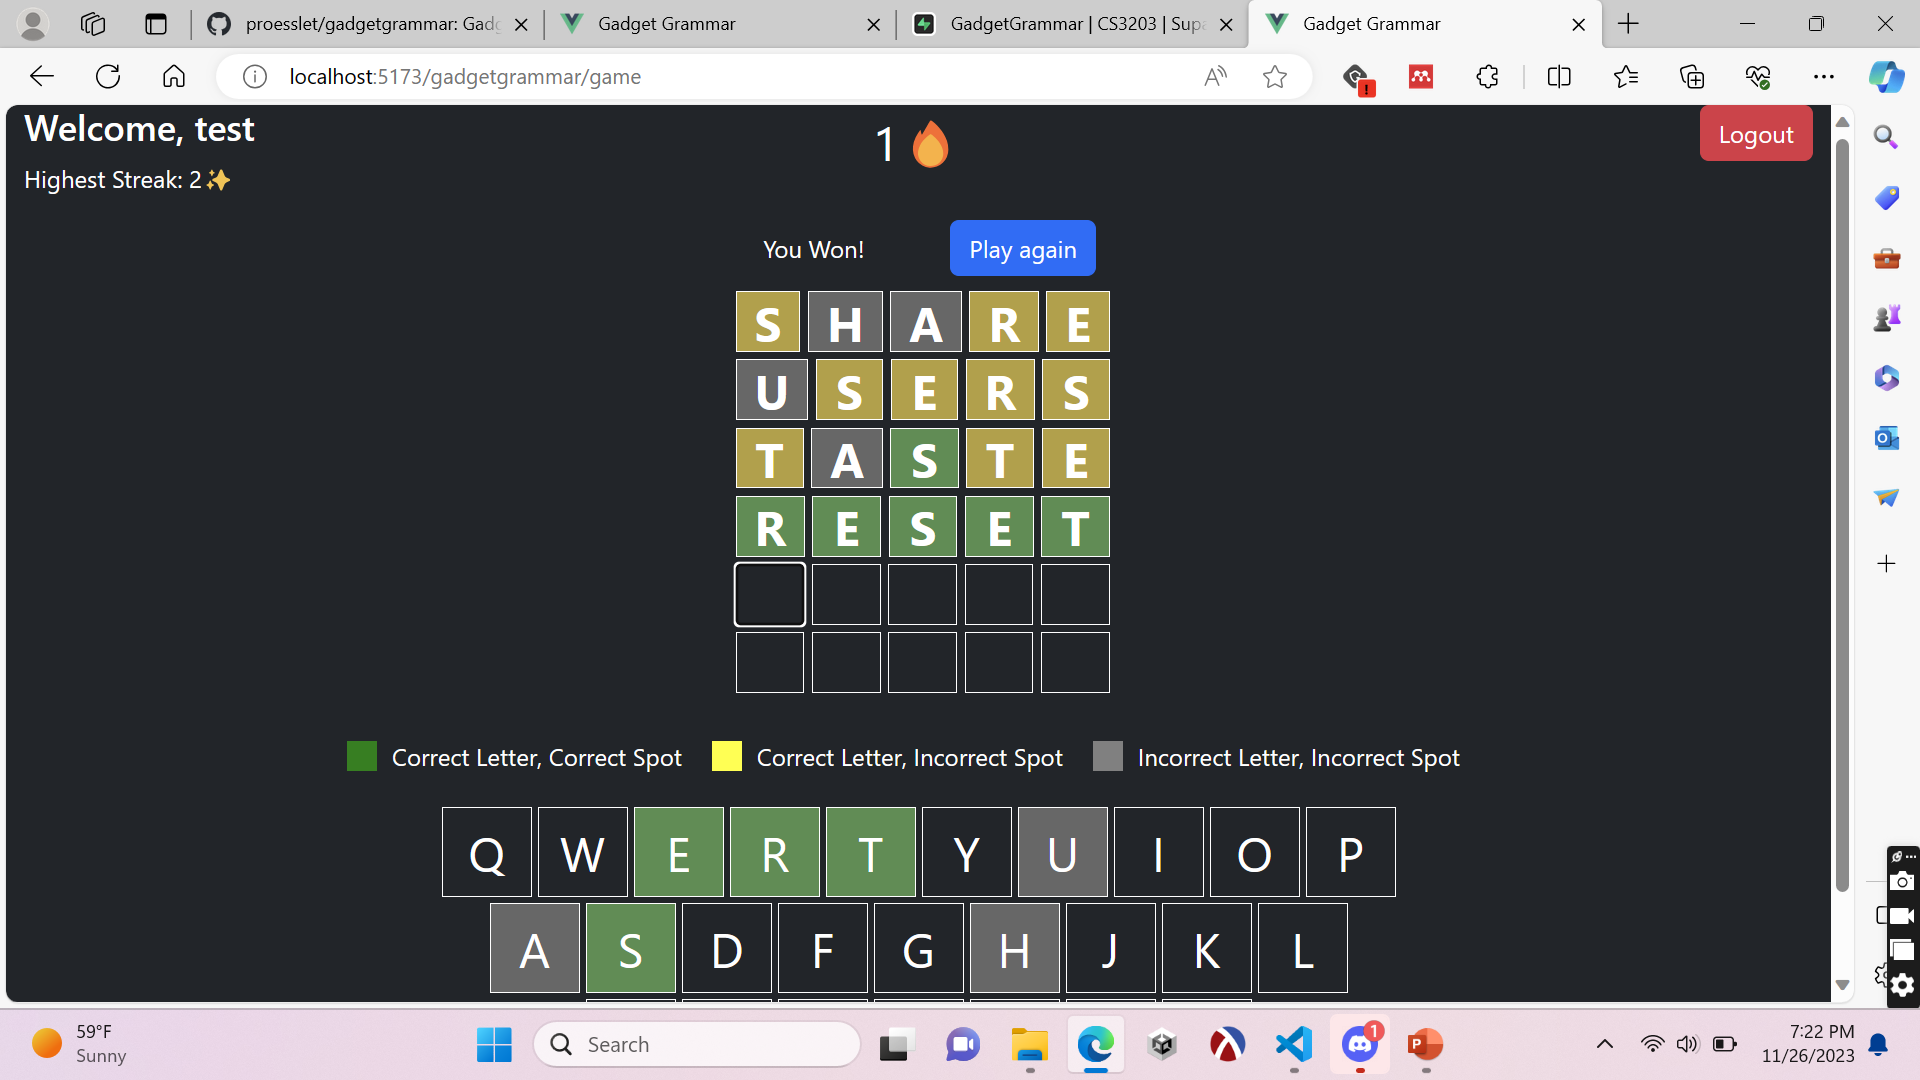 proesslet/gadgetgrammar: Gadg
Gadget Grammar
GadgetGrammar | CS3203 | Supa
Gadget Grammar
localhost:5173/gadgetgrammar/game
Welcome, test
1
Logout
Highest Streak: 2
You Won!
Play again
S H A R E
U S E R S
T A S T E
R E S E T
Correct Letter, Correct Spot
Correct Letter, Incorrect Spot
Incorrect Letter, Incorrect Spot
Q W E R T Y U I O P
A S D F G H J K L
59°F
Sunny
Search
1
7:22 PM
11/26/2023